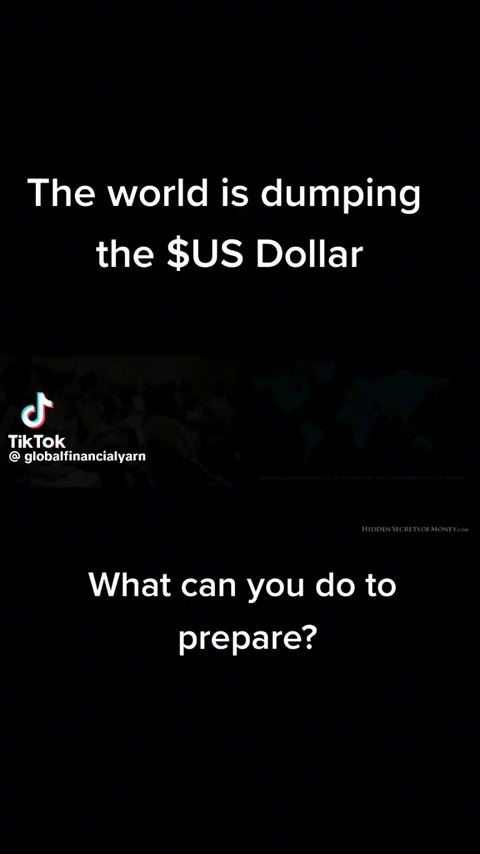 The world is dumping
the $US Dollar
TikTok
@ globalfinancialyarn
HIDDEN SECRETS OF MONEY.COM
What can you do to
prepare?